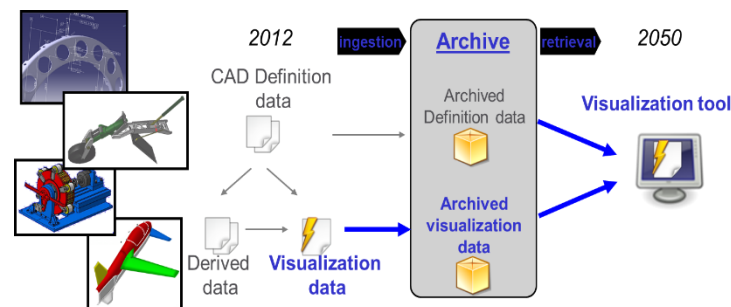 2012
ingestion
Archive
retrieval
2050
CAD Definition
data
Archived
Definition data
Visualization tool
Archived
visualization
data
Derived
data
Visualization
data